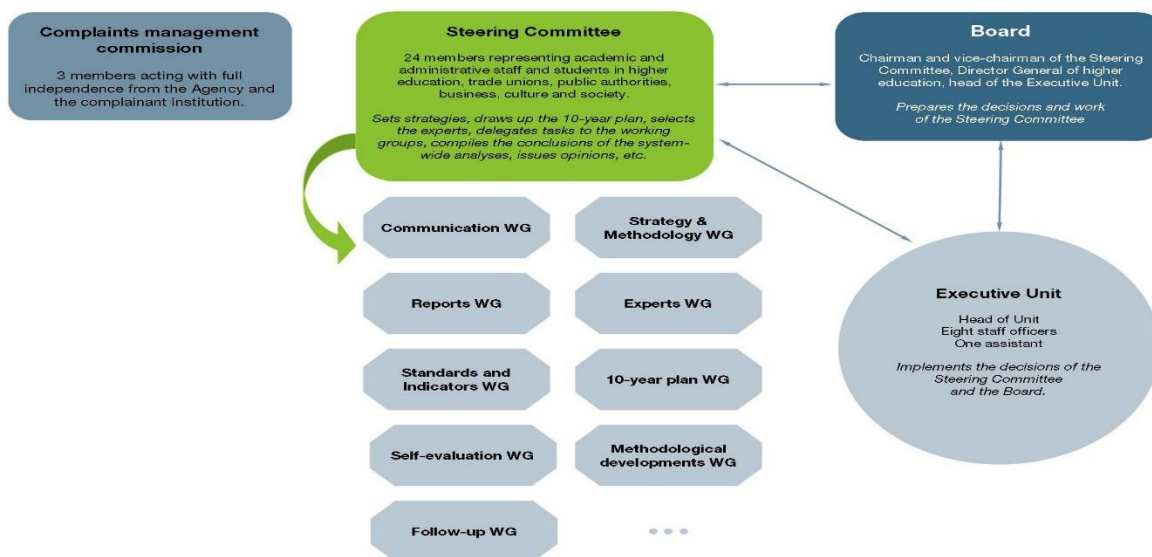 Complaints management
commission
3 members acting with full
independence from the Agency and
the complainant institution.
Steering Committee
24 members representing academic and
administrative staff and students in higher
education, trade unions, public authorities,
business, culture and society.
Sets strategies, draws up the 10-year plan, selects
the experts, delegates tasks to the working
groups, compiles the conclusions of the system-
wide analyses, issues opinions, etc.
Board
Chairman and vice-chairman of the Steering
Committee, Director General of higher
education, head of the Executive Unit.
Prepares the decisions and work
of the Steering Committee
Communication WG
Strategy &
Methodology WG
Reports WG
Experts WG
Standards and
Indicators WG
10-year plan WG
Self-evaluation WG
Methodological
developments WG
Follow-up WG
Executive Unit
Head of Unit
Eight staff officers
One assistant
Implements the decisions of the
Steering Committee
and the Board.